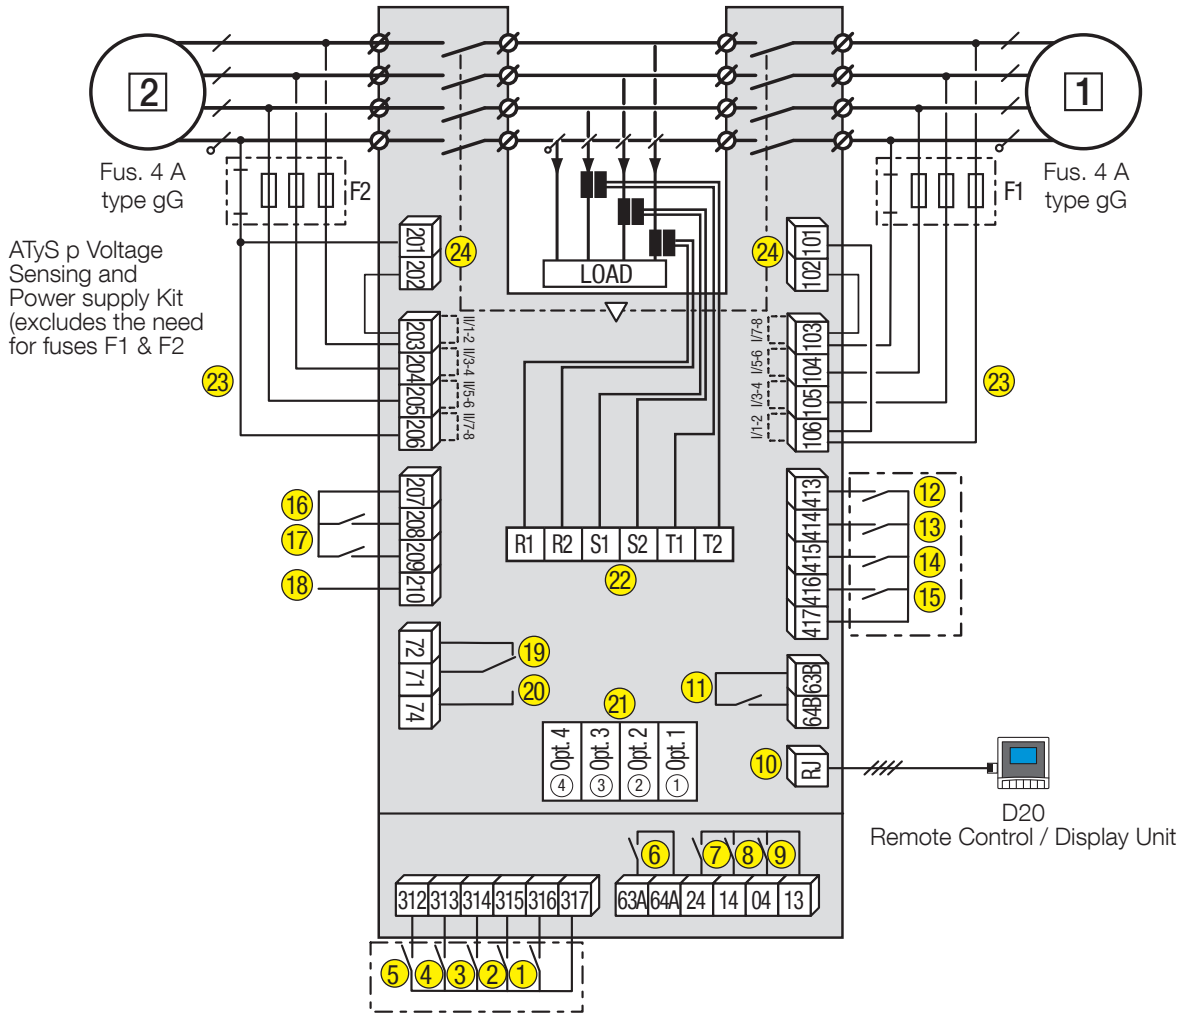 2
1
Fus. 4 A
type gG
F2
F1
Fus. 4 A
type gG
ATyS p Voltage
Sensing and
Power supply Kit
(excludes the need
for fuses F1 & F2
201
202
24
LOAD
24
101
102
203
204
205
206
II/1-2
II/3-4
II/5-6
II/7-8
I/7-8
I/5-6
I/3-4
I/1-2
103
104
105
106
23
23
207
208
209
210
16
17
18
R1 R2 S1 S2 T1 T2
22
413
414
415
416
417
12
13
14
15
72
71
74
19
20
11
63B
64B
21
Opt. 4 Opt. 3 Opt. 2 Opt. 1
4 3 2 1
10
RJ
D20
Remote Control / Display Unit
6 7 8 9
312 313 314 315 316 317
63A 64A 24 14 04 13
5 4 3 2 1